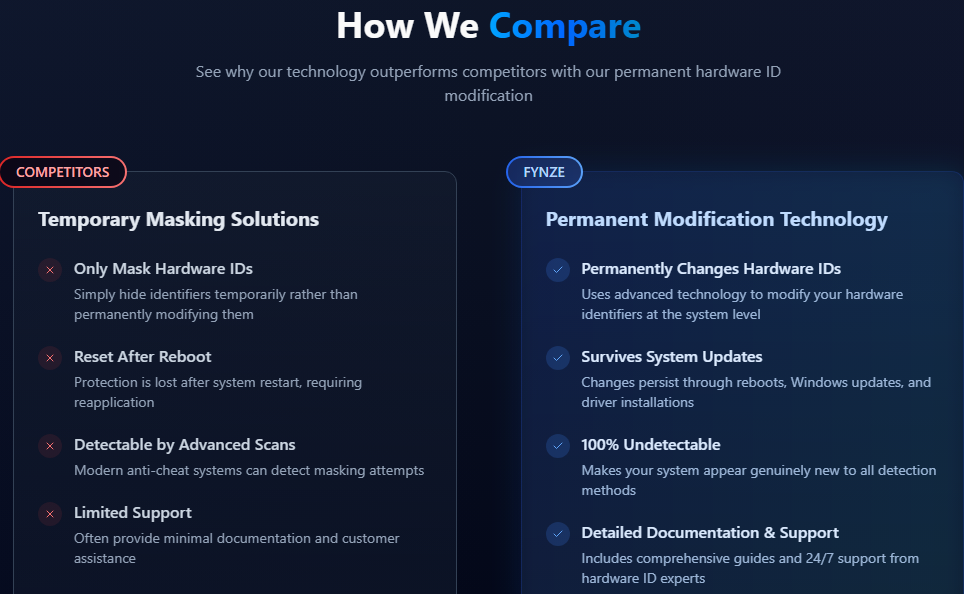 How We Compare
See why our technology outperforms competitors with our permanent hardware ID
modification
COMPETITORS
Temporary Masking Solutions
Only Mask Hardware IDs
Simply hide identifiers temporarily rather than
permanently modifying them
Reset After Reboot
Protection is lost after system restart, requiring
reapplication
Detectable by Advanced Scans
Modern anti-cheat systems can detect masking attempts
Limited Support
Often provide minimal documentation and customer
assistance
FYNZE
Permanent Modification Technology
Permanently Changes Hardware IDs
Uses advanced technology to modify your hardware
identifiers at the system level
Survives System Updates
Changes persist through reboots, Windows updates, and
driver installations
100% Undetectable
Makes your system appear genuinely new to all detection
methods
Detailed Documentation & Support
Includes comprehensive guides and 24/7 support from
hardware ID experts